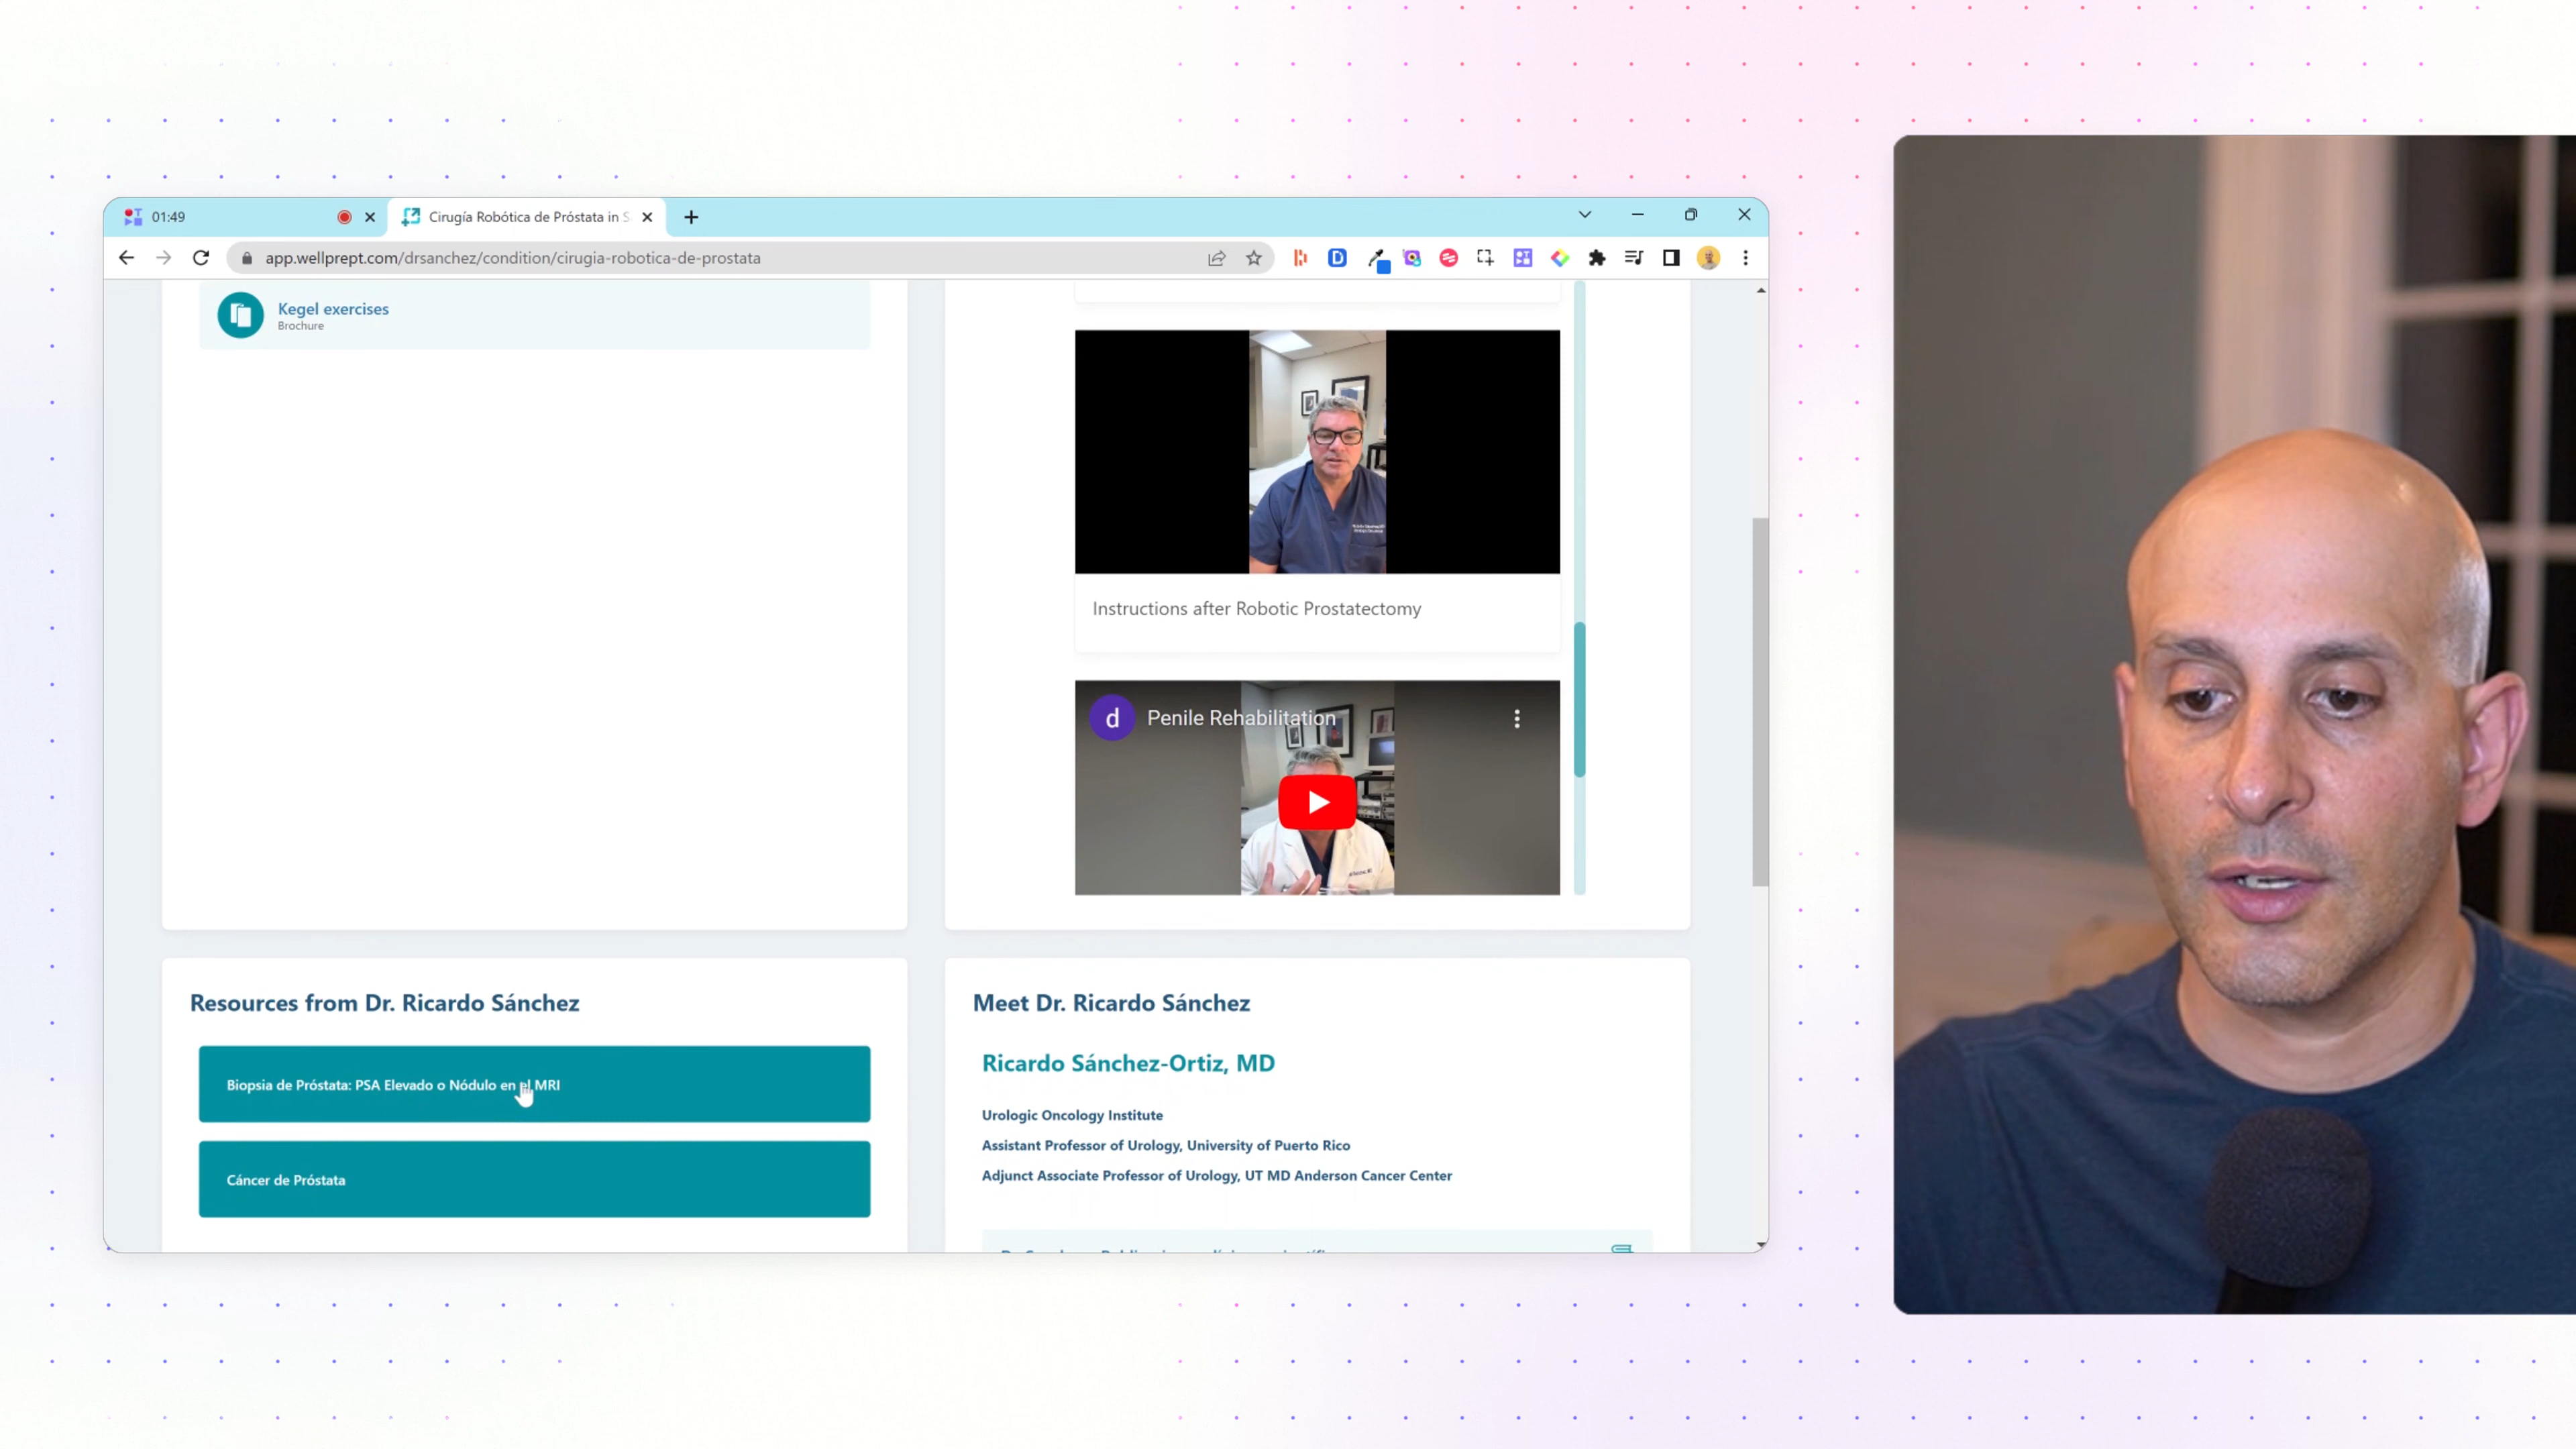 01:49
Cirugía Robótica de Próstata in S
app.wellprept.com/drsanchez/condition/cirugia-robotica-de-prostata
Kegel exercises
Brochure
Instructions after Robotic Prostatectomy
d Penile Rehabilitation
Resources from Dr. Ricardo Sánchez
Biopsia de Próstata: PSA Elevado o Nódulo en el MRI
Cáncer de Próstata
Meet Dr. Ricardo Sánchez
Ricardo Sánchez-Ortiz, MD
Urologic Oncology Institute
Assistant Professor of Urology, University of Puerto Rico
Adjunct Associate Professor of Urology, UT MD Anderson Cancer Center